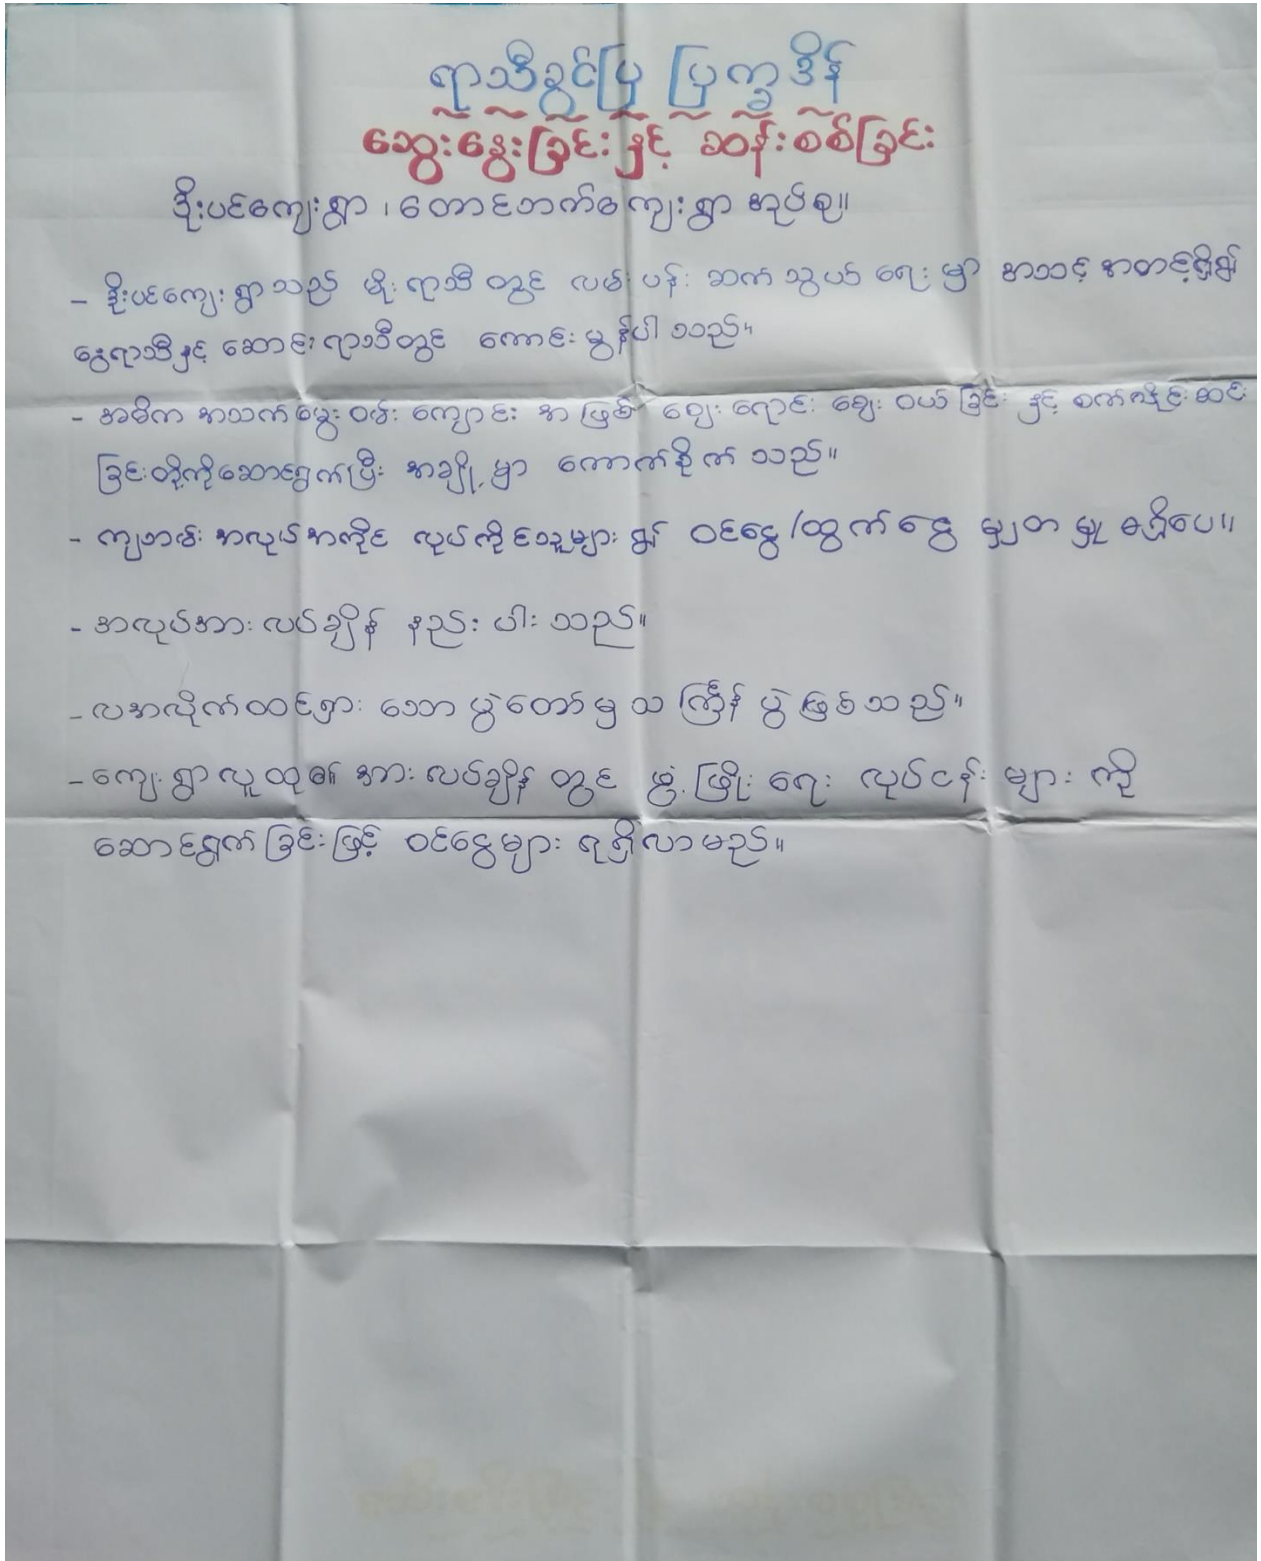 ရာသီခွင်ပြ ပြက္ခဒိန်
ဆွေးနွေးခြင်းနှင့် ဆန်းစစ်ခြင်း
ဒိုးပင်ကျေးရွာ ၊ တောင်ဘက်ကျေးရွာအုပ်စု။
- ဒိုးပင်ကျေးရွာသည် မိုးရာသီတွင် လမ်းပန်းဆက်သွယ်ရေးမှာ အသင့်အတင့်ရှိ၍
နွေရာသီနှင့် ဆောင်းရာသီတွင် ကောင်းမွန်ပါသည်။
- အဓိက အသက်မွေးဝမ်းကျောင်းအဖြစ် ဈေးရောင်းဈေးဝယ်ခြင်းနှင့်
ခြင်းတို့ကိုဆောင်ရွက်ပြီး အချို့မှာ ကောက်စိုက်သည်။
- ကျဘမ်းအလုပ်အကိုင် လုပ်ကိုင်သူများ၍ ဝင်ငွေ/ထွက်ငွေ မျှတမှု မရှိပေ။
- အလုပ်အားလပ်ချိန် နည်းပါးသည်။
- လအလိုက်ထင်ရှားသောပွဲတော်မှ သင်္ကြန်ပွဲဖြစ်သည်။
- ကျေးရွာလူထု၏ အားလပ်ချိန်တွင် ဖွံ့ဖြိုးရေး လုပ်ငန်းများကို
ဆောင်ရွက်ခြင်းဖြင့် ဝင်ငွေများ ရရှိလာမည်။